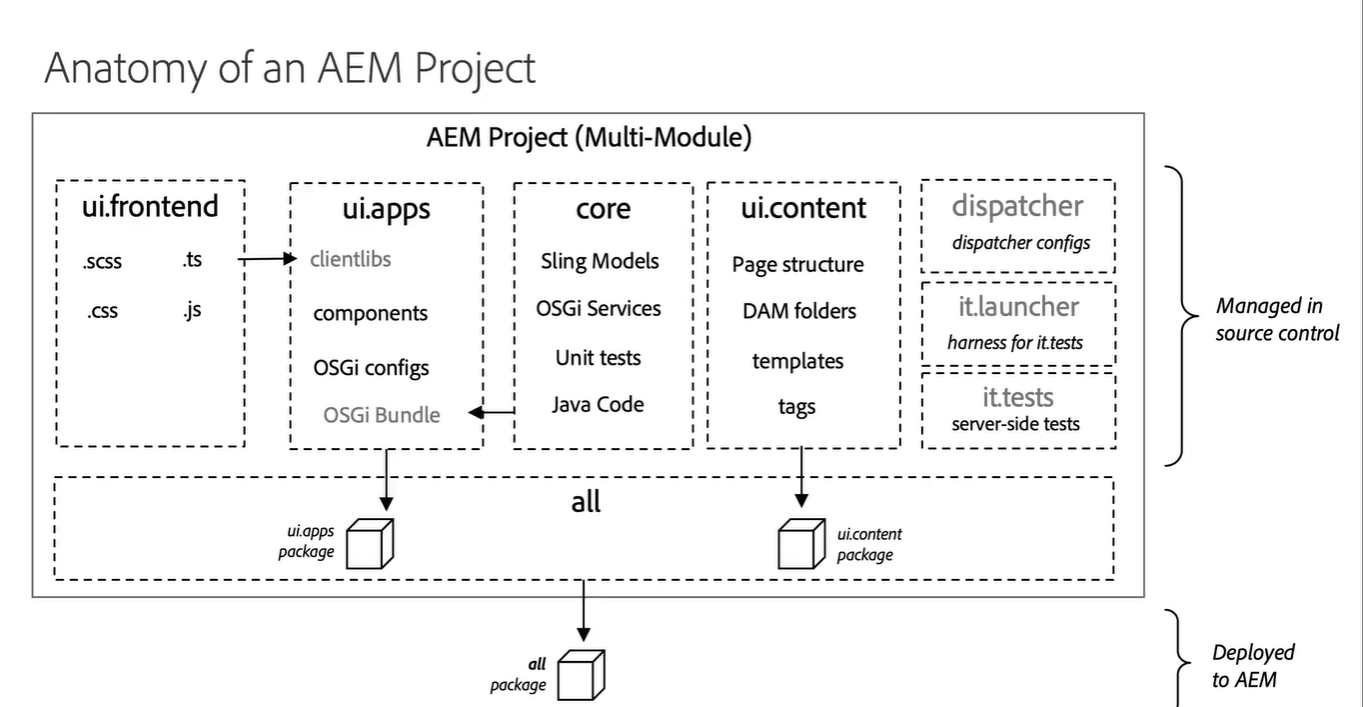 Anatomy of an AEM Project
AEM Project (Multi-Module)
ui.frontend
.scss .ts
.css .js
ui.apps
clientlibs
components
OSGi configs
OSGi Bundle
core
Sling Models
OSGi Services
Unit tests
Java Code
ui.content
Page structure
DAM folders
templates
tags
dispatcher
dispatcher configs
it.launcher
harness for it.tests
it.tests
server-side tests
Managed in
source control
all
ui.apps
package
ui.content
package
all
package
Deployed
to AEM